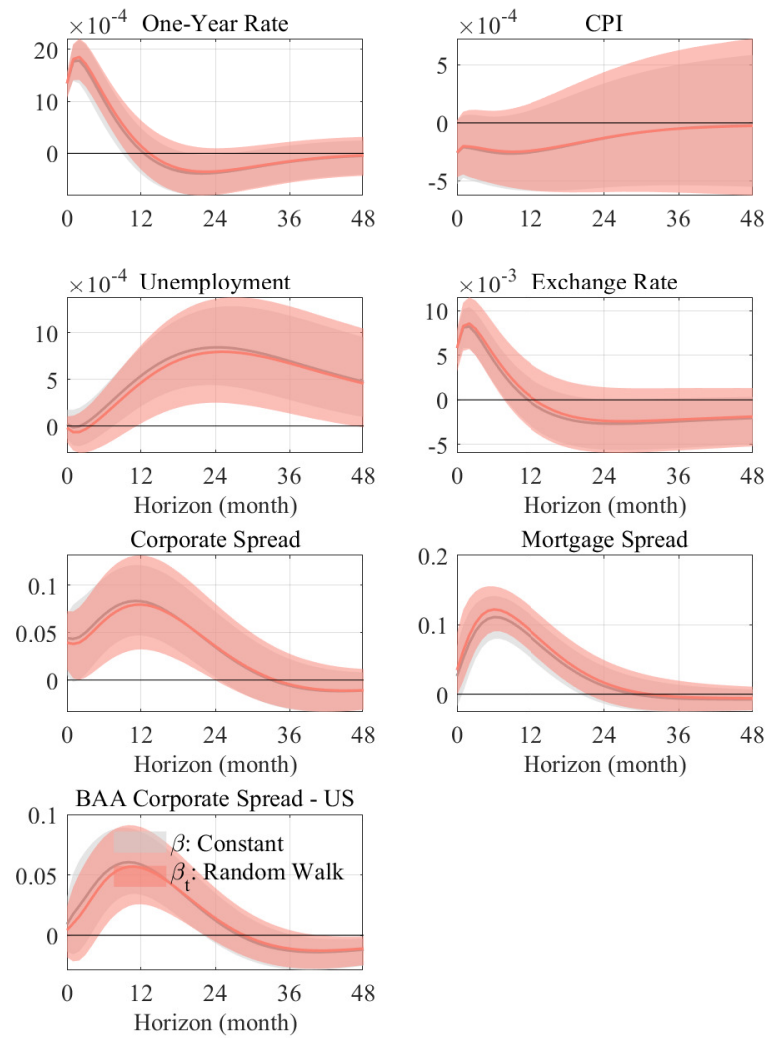 ×10⁻⁴ One-Year Rate
20
10
0
0 12 24 36 48
×10⁻⁴ CPI
5
0
-5
0 12 24 36 48
×10⁻⁴ Unemployment
10
5
0
0 12 24 36 48
Horizon (month)
×10⁻³ Exchange Rate
10
5
0
-5
0 12 24 36 48
Horizon (month)
Corporate Spread
0.1
0.05
0
0 12 24 36 48
Horizon (month)
Mortgage Spread
0.2
0.1
0
0 12 24 36 48
Horizon (month)
BAA Corporate Spread - US
0.1
0.05
0
β: Constant
βₜ: Random Walk
0 12 24 36 48
Horizon (month)